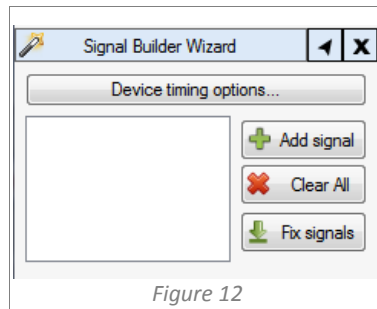 Signal Builder Wizard X
Device timing options...
Add signal
Clear All
Fix signals
Figure 12